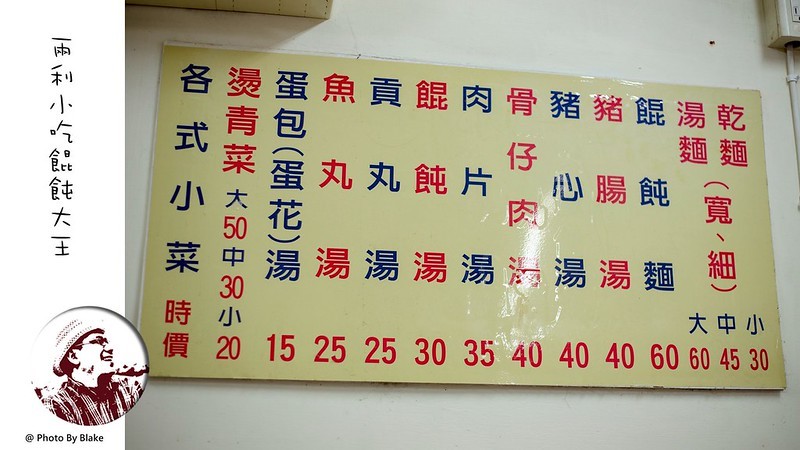 兩利小吃餛飩大王
乾麵
湯麵
(寬、細)
大 中 小
60 45 30
餛飩麵 60
豬腸湯 40
豬心湯 40
骨仔肉湯 40
肉片湯 35
餛飩湯 30
貢丸湯 25
魚丸湯 25
蛋包(蛋花)湯 15
燙青菜 大50 中30 小20
各式小菜 時價
@ Photo By Blake